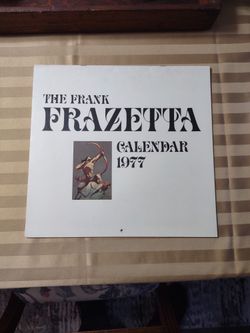 THE FRANK
FRAZETTA
CALENDAR
1977